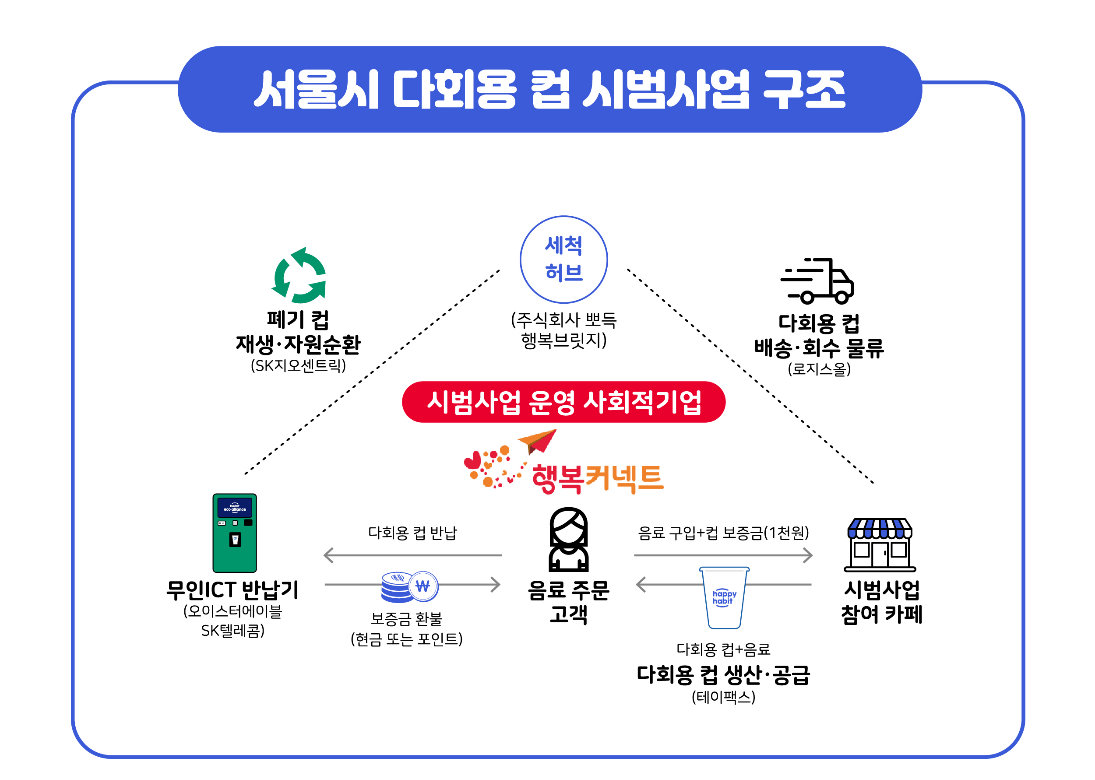 서울시 다회용 컵 시범사업 구조
세척
허브
(주식회사 뽀득
행복브릿지)
폐기 컵
재생·자원순환
(SK지오센트릭)
다회용 컵
배송·회수 물류
(로지스올)
시범사업 운영 사회적기업
행복커넥트
happy
eco-alliance
무인ICT 반납기
(오이스터에이블
SK텔레콤)
다회용 컵 반납
₩
보증금 환불
(현금 또는 포인트)
음료 주문
고객
음료 구입+컵 보증금(1천원)
happy
habit
다회용 컵+음료
다회용 컵 생산·공급
(테이팩스)
시범사업
참여 카페